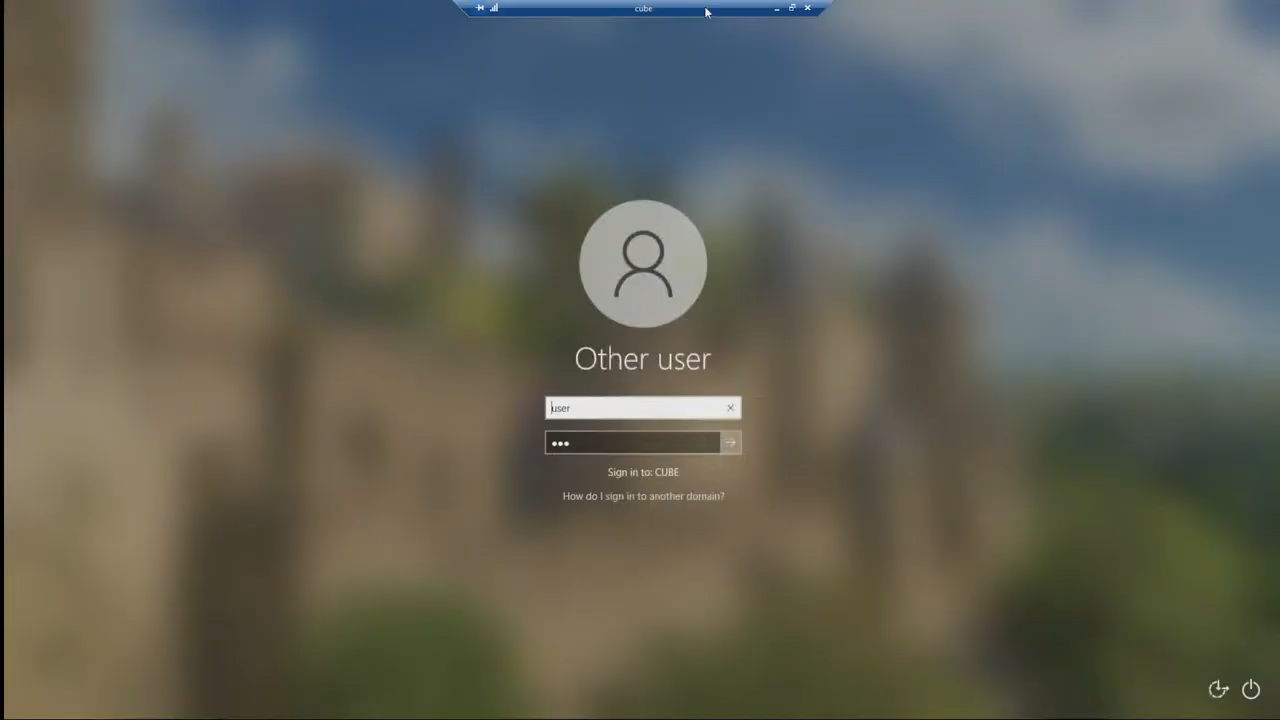 cube
Other user
user
Sign in to: CUBE
How do I sign in to another domain?